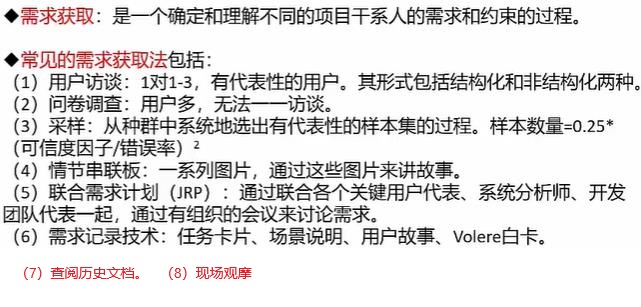 ◆需求获取：是一个确定和理解不同的项目干系人的需求和约束的过程。
◆常见的需求获取法包括：
（1）用户访谈：1对1-3，有代表性的用户。其形式包括结构化和非结构化两种。
（2）问卷调查：用户多，无法一一访谈。
（3）采样：从种群中系统地选出有代表性的样本集的过程。样本数量=0.25*
（可信度因子/错误率）²
（4）情节串联板：一系列图片，通过这些图片来讲故事。
（5）联合需求计划（JRP）：通过联合各个关键用户代表、系统分析师、开发
团队代表一起，通过有组织的会议来讨论需求。
（6）需求记录技术：任务卡片、场景说明、用户故事、Volere白卡。
（7）查阅历史文档。（8）现场观摩